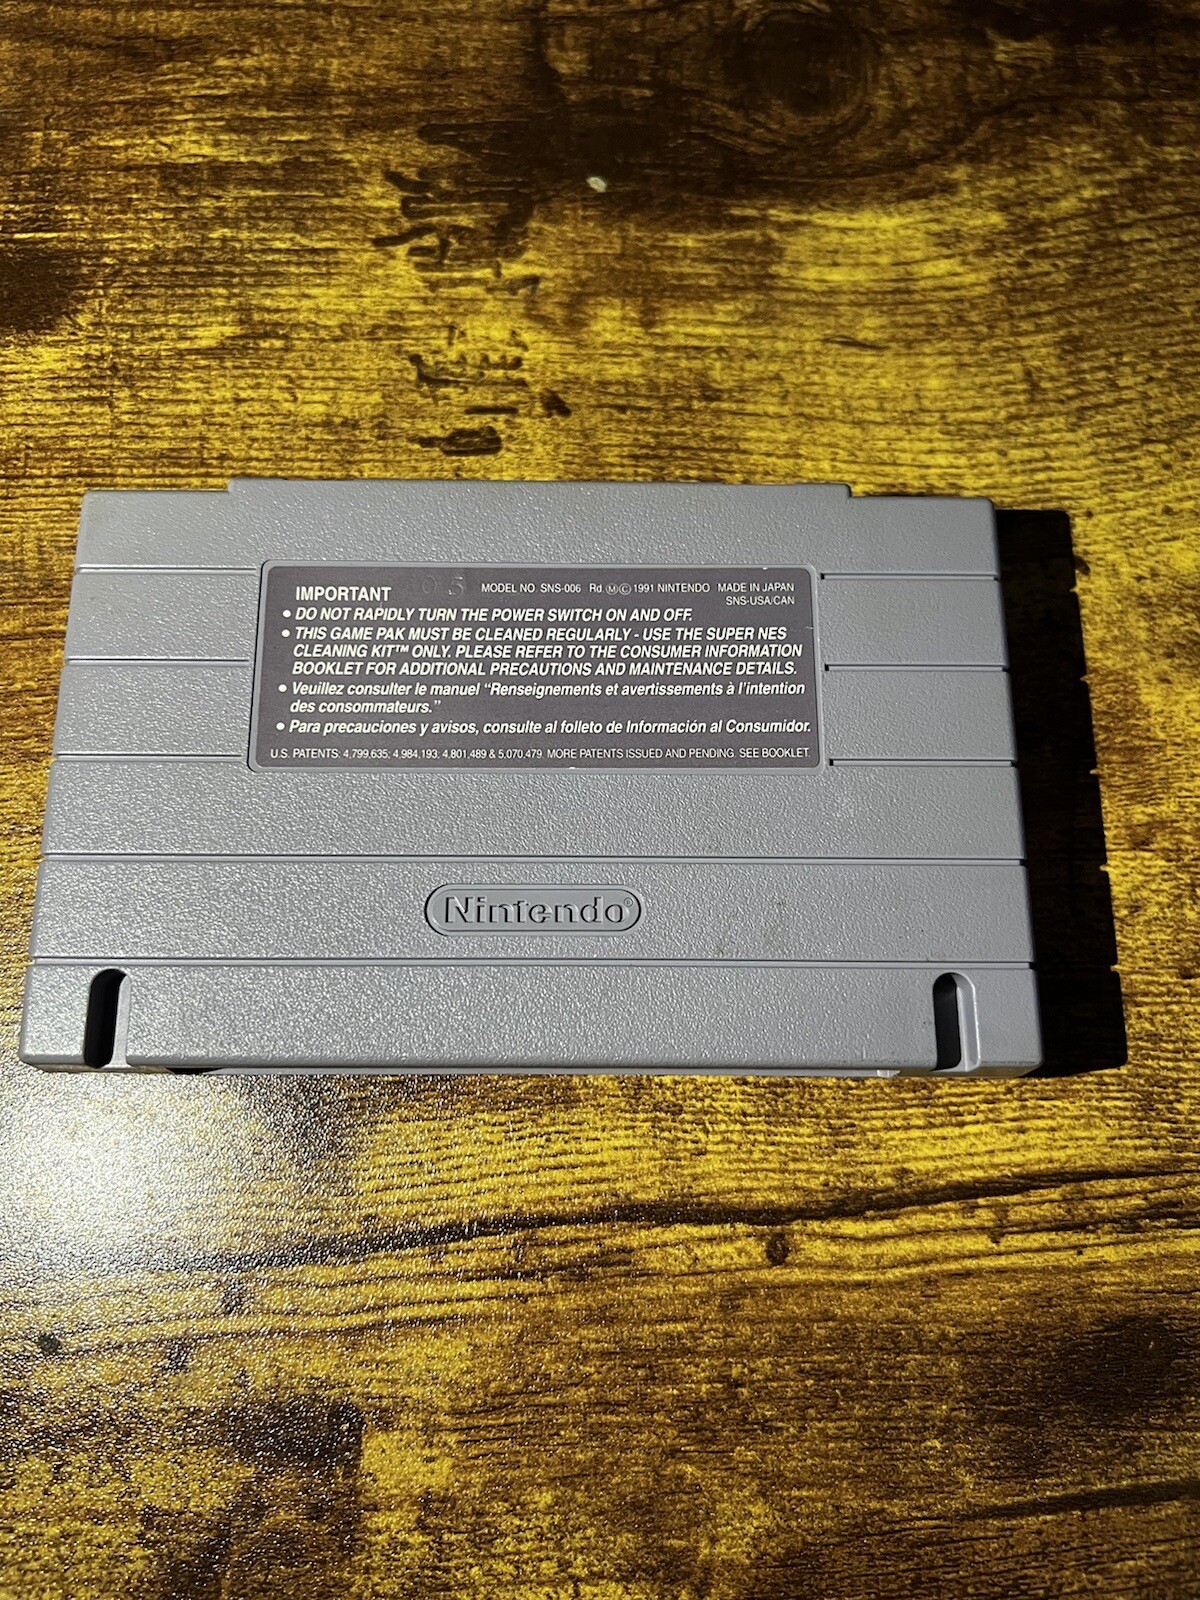 IMPORTANT 05 MODEL NO SNS-006 Rd. Ⓜ © 1991 NINTENDO MADE IN JAPAN
SNS-USA/CAN
• DO NOT RAPIDLY TURN THE POWER SWITCH ON AND OFF.
• THIS GAME PAK MUST BE CLEANED REGULARLY - USE THE SUPER NES
CLEANING KIT™ ONLY. PLEASE REFER TO THE CONSUMER INFORMATION
BOOKLET FOR ADDITIONAL PRECAUTIONS AND MAINTENANCE DETAILS.
• Veuillez consulter le manuel “Renseignements et avertissements à l’intention
des consommateurs.”
• Para precauciones y avisos, consulte al folleto de Información al Consumidor.
U.S. PATENTS: 4,799,635; 4,984,193; 4,801,489 & 5,070,479. MORE PATENTS ISSUED AND PENDING. SEE BOOKLET.
Nintendo®